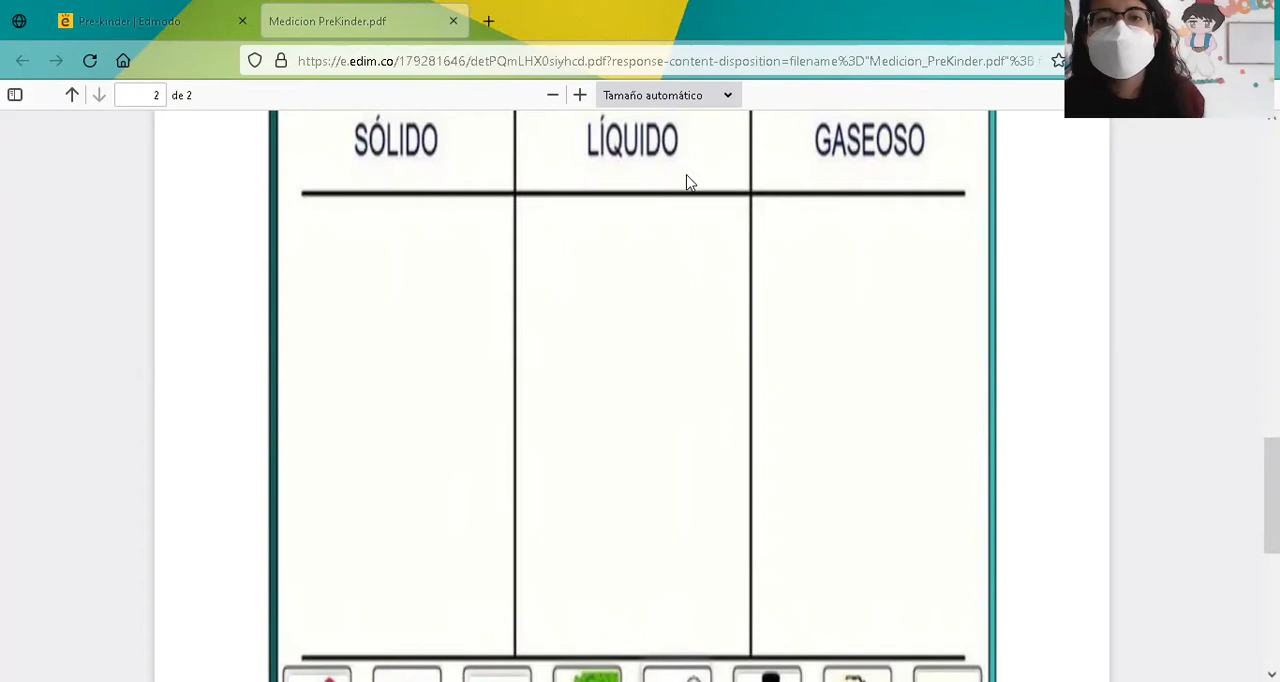 Pre-kinder | Edmodo
Medicion PreKinder.pdf
https://e.edim.co/179281646/detPQmLHX0siyhcd.pdf?response-content-disposition=filename%3D"Medicion_PreKinder.pdf"%3B
2 de 2
Tamaño automático
SÓLIDO LÍQUIDO GASEOSO